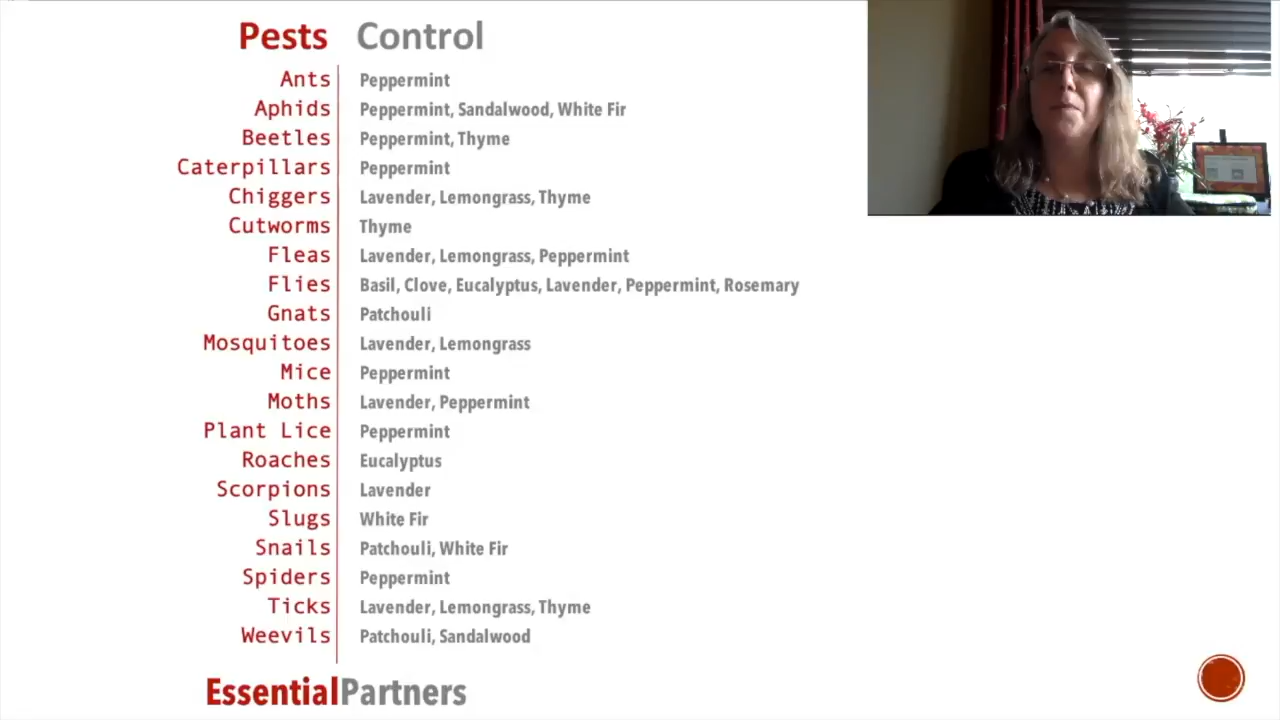 Pests Control
Ants Peppermint
Aphids Peppermint, Sandalwood, White Fir
Beetles Peppermint, Thyme
Caterpillars Peppermint
Chiggers Lavender, Lemongrass, Thyme
Cutworms Thyme
Fleas Lavender, Lemongrass, Peppermint
Flies Basil, Clove, Eucalyptus, Lavender, Peppermint, Rosemary
Gnats Patchouli
Mosquitoes Lavender, Lemongrass
Mice Peppermint
Moths Lavender, Peppermint
Plant Lice Peppermint
Roaches Eucalyptus
Scorpions Lavender
Slugs White Fir
Snails Patchouli, White Fir
Spiders Peppermint
Ticks Lavender, Lemongrass, Thyme
Weevils Patchouli, Sandalwood
EssentialPartners